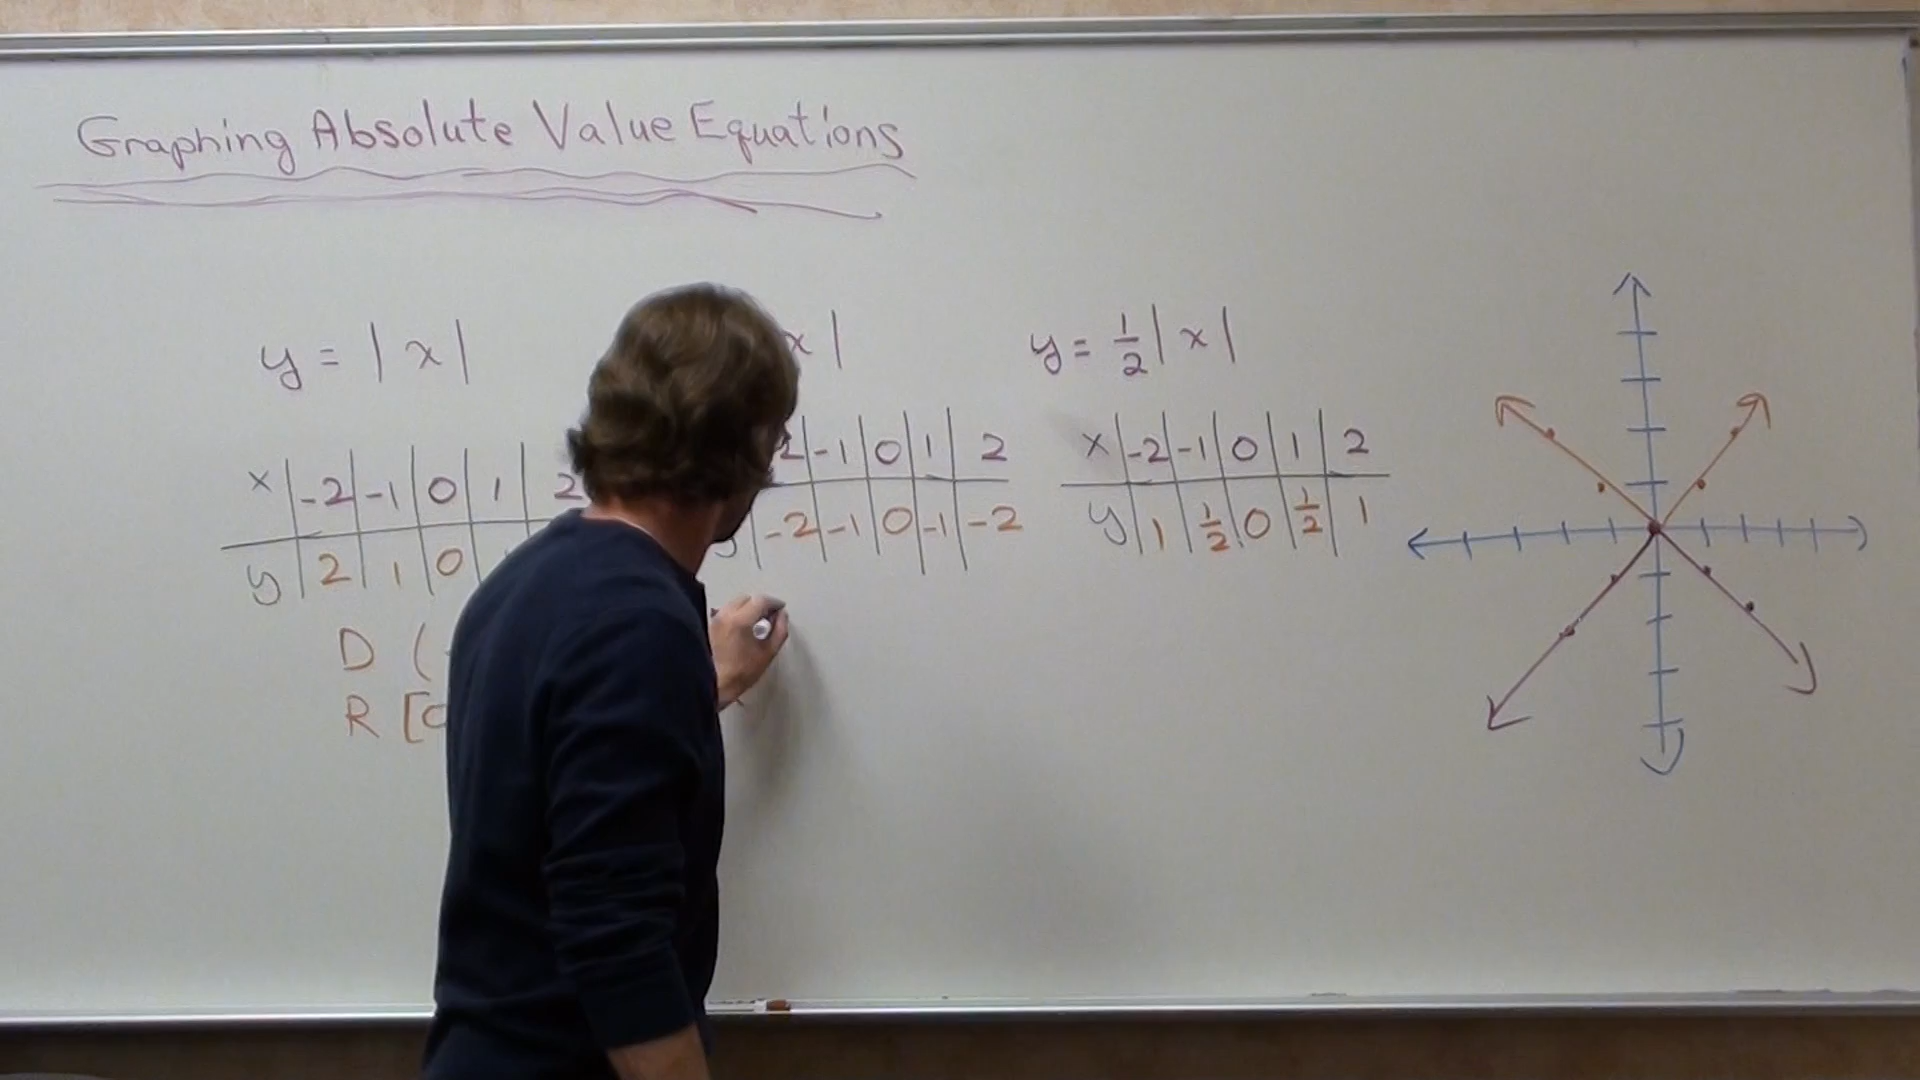 Graphing Absolute Value Equations
y = | x |
x |
y = 1/2 | x |
x -2 -1 0 1 2
y 2 1 0
D (
R [0
2 -1 0 1 2
y -2 -1 0 -1 -2
x -2 -1 0 1 2
y 1 1/2 0 1/2 1